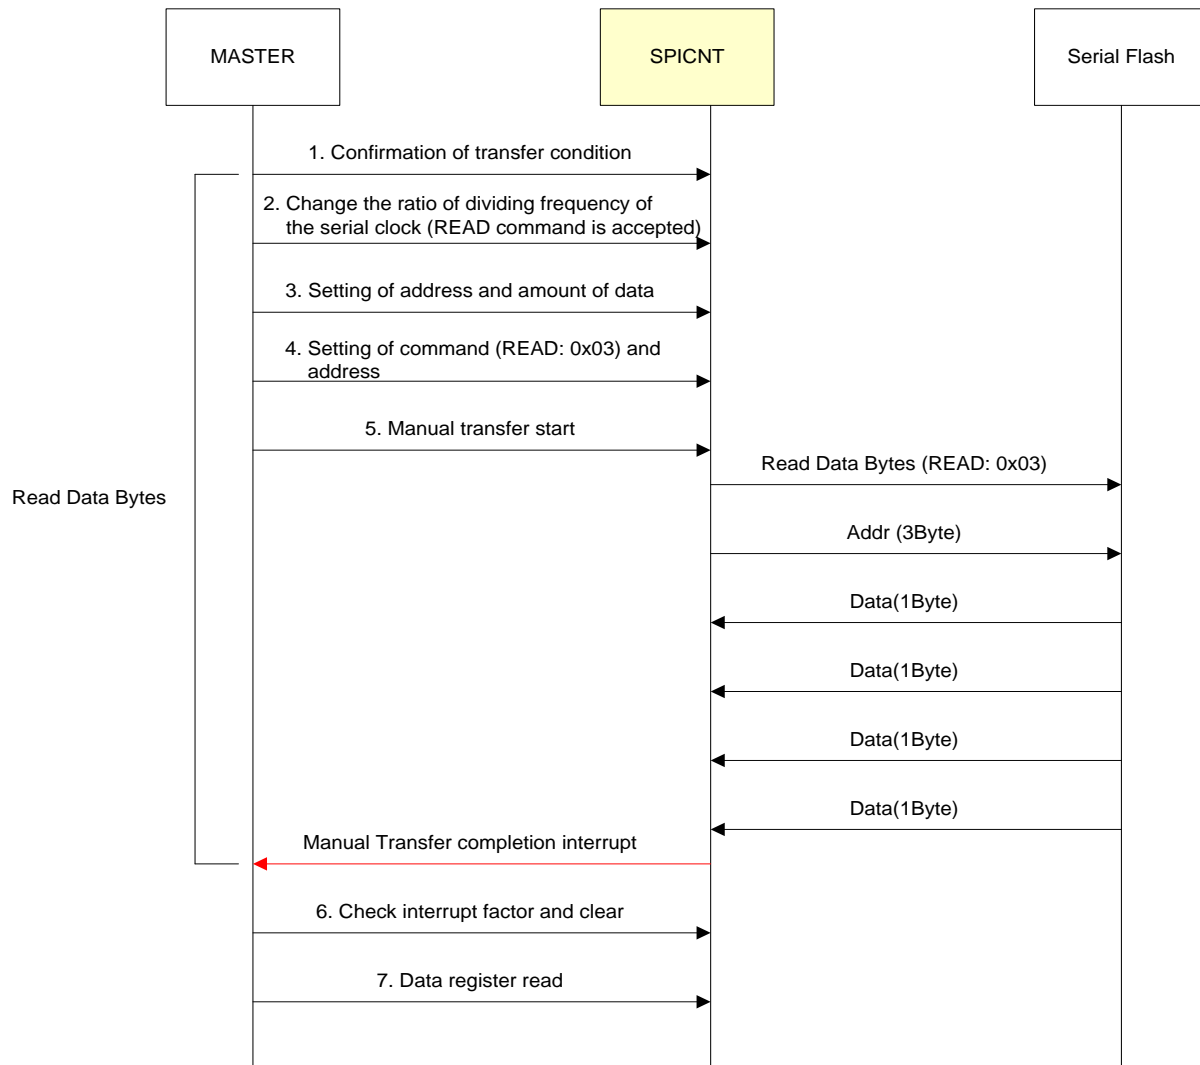 MASTER
SPICNT
Serial Flash
1. Confirmation of transfer condition
2. Change the ratio of dividing frequency of
the serial clock (READ command is accepted)
3. Setting of address and amount of data
4. Setting of command (READ: 0x03) and
address
5. Manual transfer start
Read Data Bytes (READ: 0x03)
Read Data Bytes
Addr (3Byte)
Data(1Byte)
Data(1Byte)
Data(1Byte)
Data(1Byte)
Manual Transfer completion interrupt
6. Check interrupt factor and clear
7. Data register read